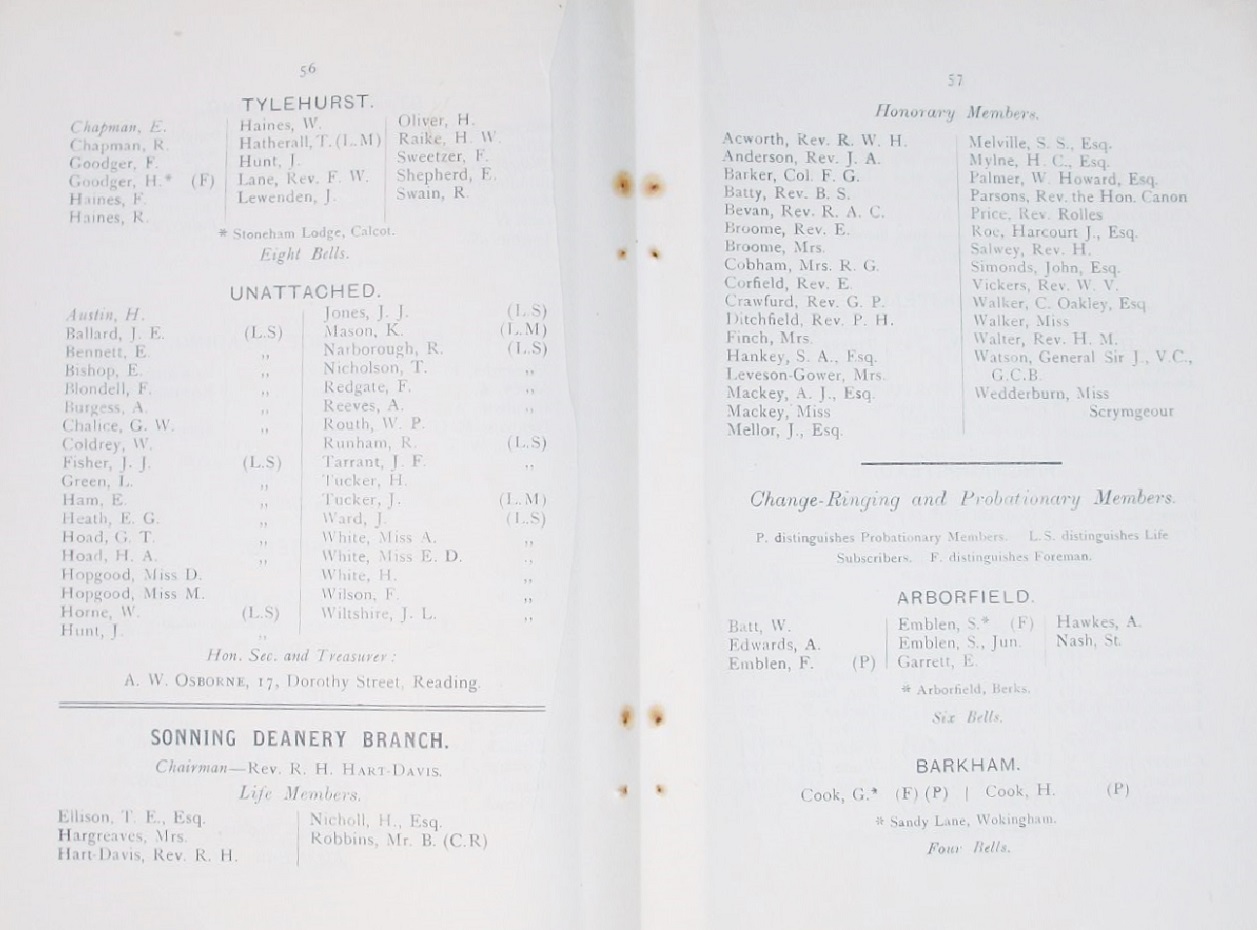 56
TYLEHURST.
Chapman, E.
Chapman, R.
Goodger, F.
Goodger, H.* (F)
Haines, F.
Haines, R.
Haines, W.
Hatherall, T. (L.M)
Hunt, J.
Lane, Rev. F. W.
Lewenden, J.
Oliver, H.
Raike, H. W.
Sweetzer, F.
Shepherd, E.
Swain, R.
* Stoneham Lodge, Calcot.
Eight Bells.
UNATTACHED.
Austin, H.
Ballard, J. E. (L.S)
Bennett, E. ,,
Bishop, E. ,,
Blondell, F. ,,
Burgess, A. ,,
Chalice, G. W. ,,
Coldrey, W.
Fisher, J. J. (L.S)
Green, L. ,,
Ham, E. ,,
Heath, E. G. ,,
Hoad, G. T. ,,
Hoad, H. A. ,,
Hopgood, Miss D.
Hopgood, Miss M.
Horne, W. (L.S)
Hunt, J. ,,
Jones, J. J. (L.S)
Mason, K. (L.M)
Narborough, R. (L.S)
Nicholson, T. ,,
Redgate, F. ,,
Reeves, A. ,,
Routh, W. P.
Runham, R. (L.S)
Tarrant, J. F. ,,
Tucker, H.
Tucker, J. (L.M)
Ward, J. (L.S)
White, Miss A. ,,
White, Miss E. D. ,,
White, H. ,,
Wilson, F. ,,
Wiltshire, J. L. ,,
Hon. Sec. and Treasurer:
A. W. OSBORNE, 17, Dorothy Street, Reading.
SONNING DEANERY BRANCH.
Chairman—REV. R. H. HART-DAVIS.
Life Members.
Ellison, T. E., Esq.
Hargreaves, Mrs.
Hart-Davis, Rev. R. H.
Nicholl, H., Esq.
Robbins, Mr. B. (C.R)
57
Honorary Members.
Acworth, Rev. R. W. H.
Anderson, Rev. J. A.
Barker, Col. F. G.
Batty, Rev. B. S.
Bevan, Rev. R. A. C.
Broome, Rev. E.
Broome, Mrs.
Cobham, Mrs. R. G.
Corfield, Rev. E.
Crawfurd, Rev. G. P.
Ditchfield, Rev. P. H.
Finch, Mrs.
Hankey, S. A., Esq.
Leveson-Gower, Mrs.
Mackey, A. J., Esq.
Mackey, Miss
Mellor, J., Esq.
Melville, S. S., Esq.
Mylne, H. C., Esq.
Palmer, W. Howard, Esq.
Parsons, Rev. the Hon. Canon
Price, Rev. Rolles
Roe, Harcourt J., Esq.
Salwey, Rev. H.
Simonds, John, Esq.
Vickers, Rev. W. V.
Walker, C. Oakley, Esq
Walker, Miss
Walter, Rev. H. M.
Watson, General Sir J., V.C.,
G.C.B.
Wedderburn, Miss
Scrymgeour
Change-Ringing and Probationary Members.
P. distinguishes Probationary Members. L.S. distinguishes Life
Subscribers. F. distinguishes Foreman.
ARBORFIELD.
Batt, W.
Edwards, A.
Emblen, F. (P)
Emblen, S.* (F)
Emblen, S., Jun.
Garrett, E.
Hawkes, A.
Nash, St.
* Arborfield, Berks.
Six Bells.
BARKHAM.
Cook, G.* (F) (P) | Cook, H. (P)
* Sandy Lane, Wokingham.
Four Bells.